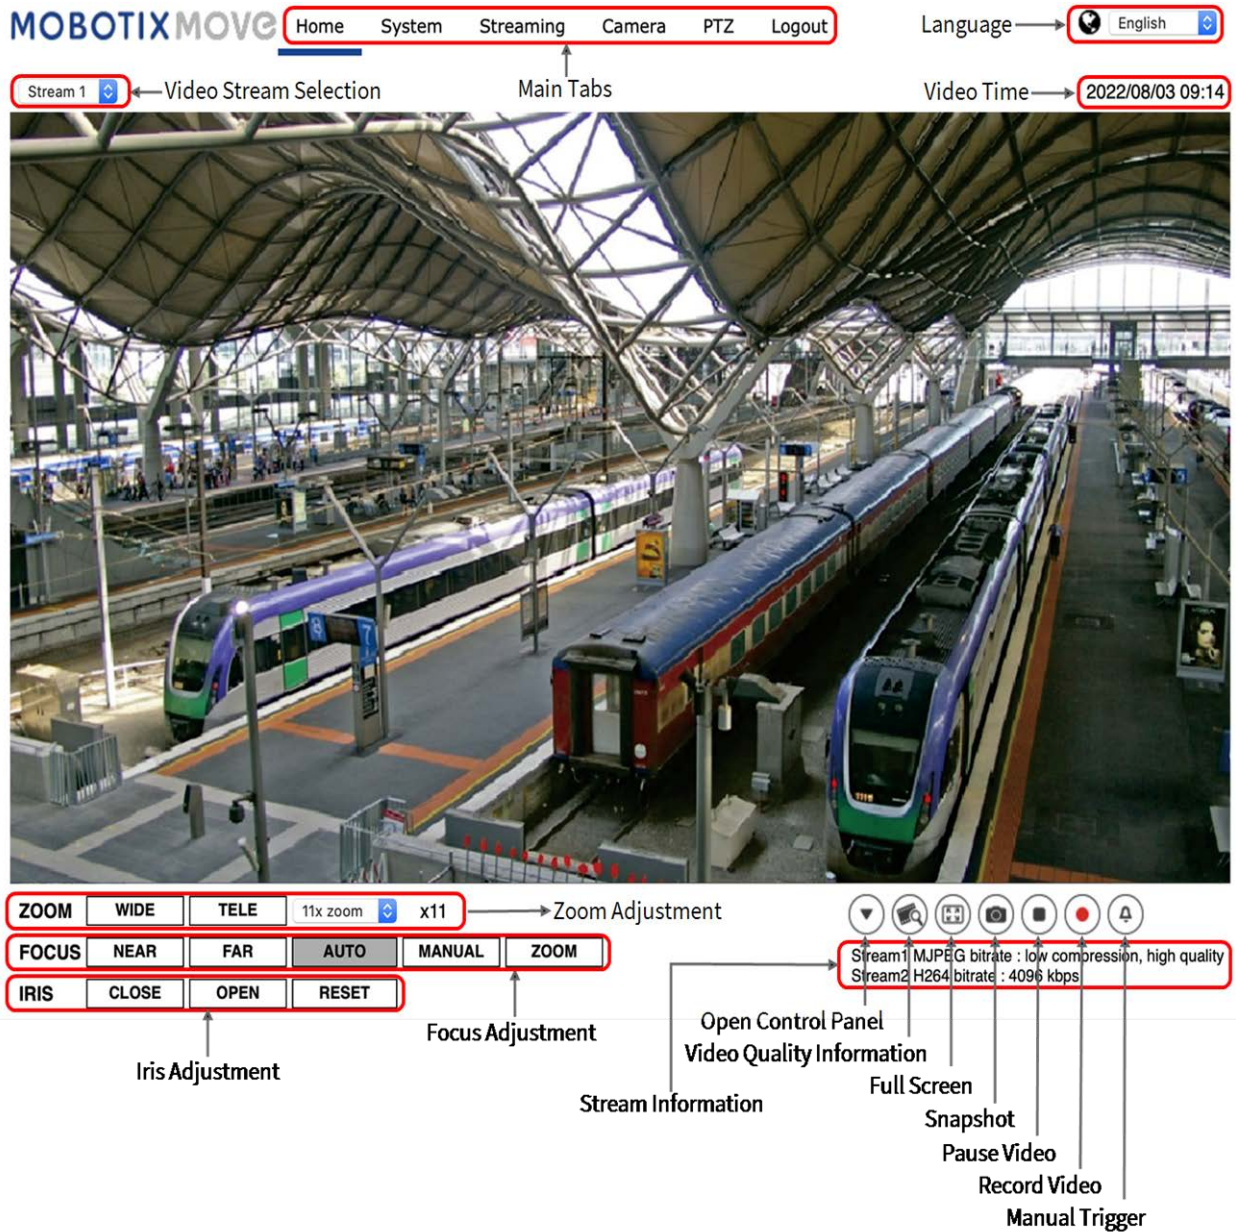 MOBOTIX MOVE Home System Streaming Camera PTZ Logout Language English
Stream 1 Video Stream Selection Main Tabs Video Time 2022/08/03 09:14
8 7
1115
ZOOM WIDE TELE 11x zoom x11 Zoom Adjustment
FOCUS NEAR FAR AUTO MANUAL ZOOM
IRIS CLOSE OPEN RESET
Stream1 MJPEG bitrate : low compression, high quality
Stream2 H264 bitrate : 4096 kbps
Open Control Panel
Focus Adjustment
Video Quality Information
Iris Adjustment
Full Screen
Stream Information
Snapshot
Pause Video
Record Video
Manual Trigger